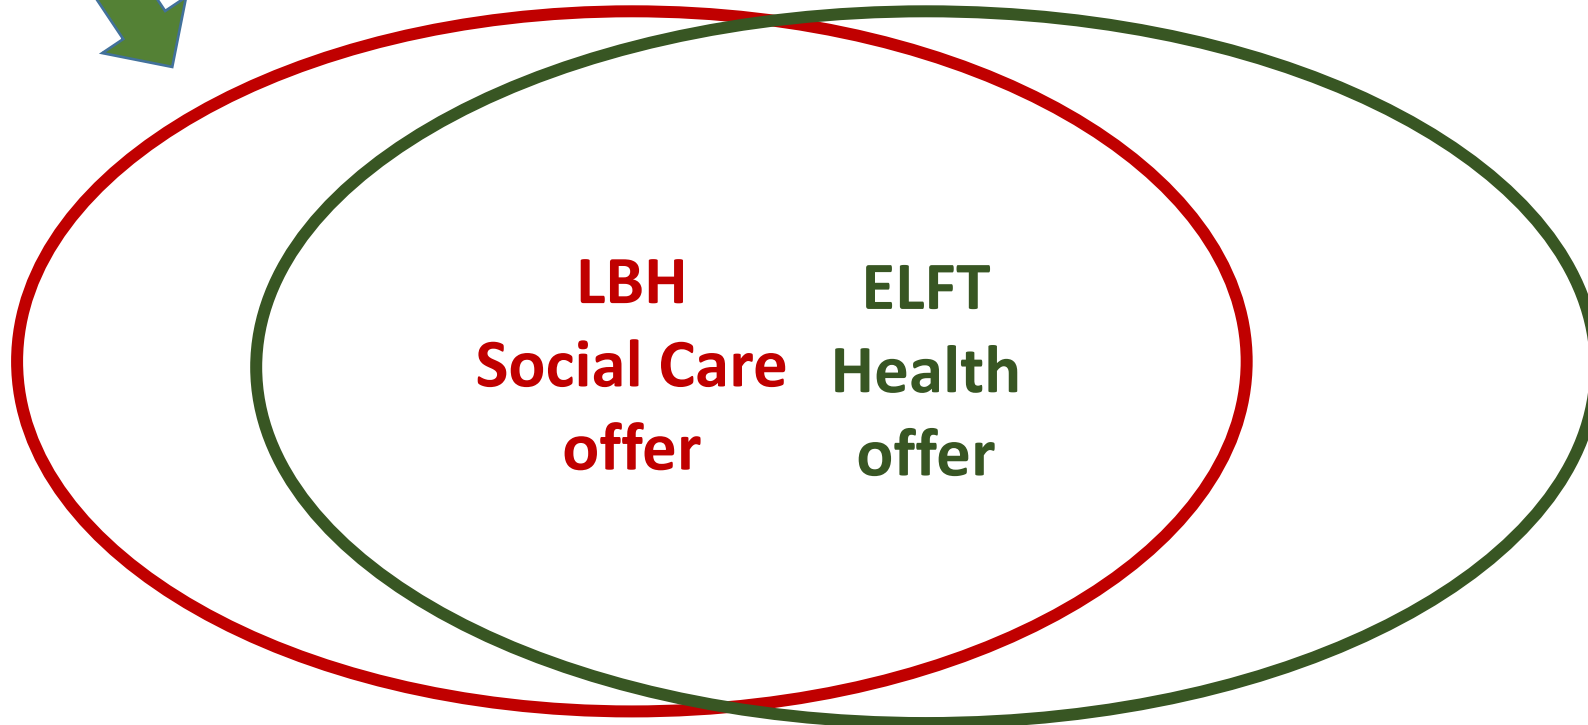 LBH
Social Care
offer
ELFT
Health
offer